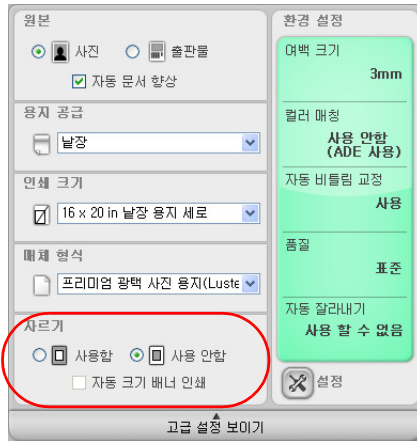 원본
사진
출판물
자동 문서 향상
용지 공급
낱장
인쇄 크기
16 x 20 in 낱장 용지 세로
매체 형식
프리미엄 광택 사진 용지(Luste
자르기
사용함
사용 안함
자동 크기 배너 인쇄
환경 설정
여백 크기
3mm
컬러 매칭
사용 안함
(ADE 사용)
자동 비틀림 교정
사용
품질
표준
자동 잘라내기
사용 할 수 없음
설정
고급 설정 보이기